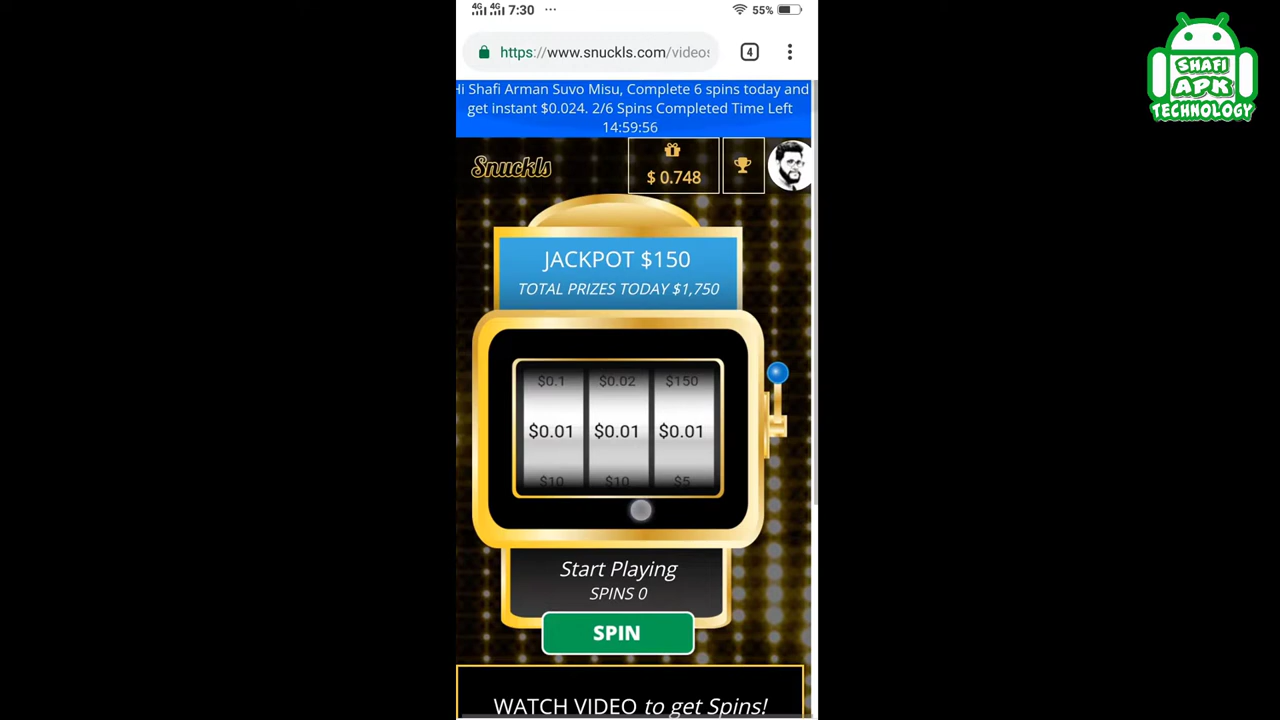 4G 4G 7:30 ... 55%
https://www.snuckls.com/videos
4
Hi Shafi Arman Suvo Misu, Complete 6 spins today and
get instant $0.024. 2/6 Spins Completed Time Left
14:59:56
Snuckls
$ 0.748
JACKPOT $150
TOTAL PRIZES TODAY $1,750
$0.1 $0.02 $150
$0.01 $0.01 $0.01
$10 $10 $5
Start Playing
SPINS 0
SPIN
WATCH VIDEO to get Spins!
SHAFI
APK
TECHNOLOGY